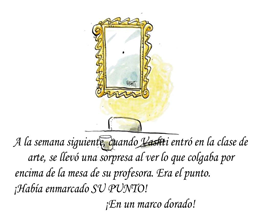 A la semana siguiente, cuando Vashti entró en la clase de
arte, se llevó una sorpresa al ver lo que colgaba por
encima de la mesa de su profesora. Era el punto.
¡Había enmarcado SU PUNTO!
¡En un marco dorado!